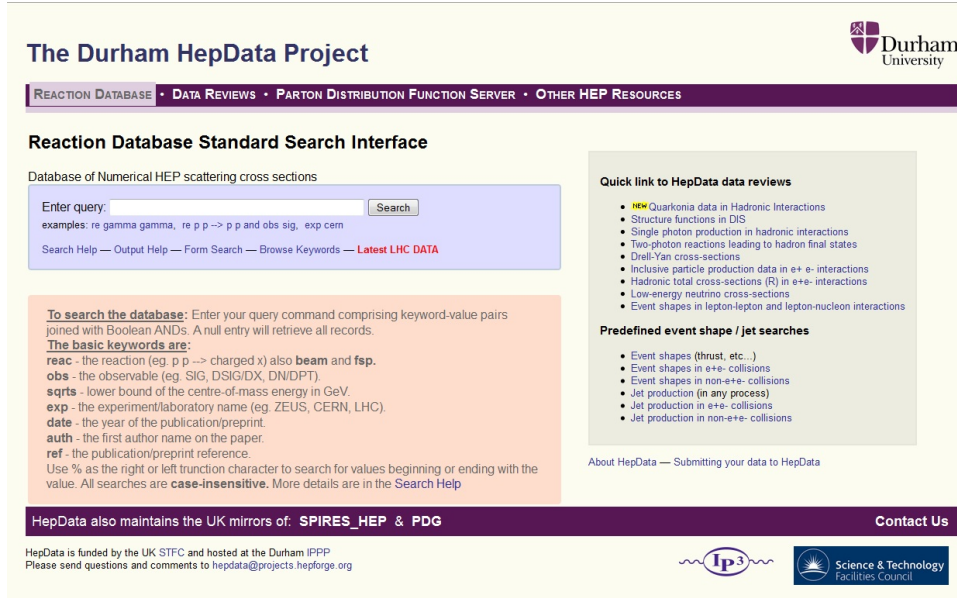 The Durham HepData Project
Durham
University
REACTION DATABASE • DATA REVIEWS • PARTON DISTRIBUTION FUNCTION SERVER • OTHER HEP RESOURCES
Reaction Database Standard Search Interface
Database of Numerical HEP scattering cross sections
Enter query: Search
examples: re gamma gamma, re p p --> p p and obs sig, exp cern
Search Help — Output Help — Form Search — Browse Keywords — Latest LHC DATA
To search the database: Enter your query command comprising keyword-value pairs
joined with Boolean ANDs. A null entry will retrieve all records.
The basic keywords are:
reac - the reaction (eg. p p --> charged x) also beam and fsp.
obs - the observable (eg. SIG, DSIG/DX, DN/DPT).
sqrts - lower bound of the centre-of-mass energy in GeV.
exp - the experiment/laboratory name (eg. ZEUS, CERN, LHC).
date - the year of the publication/preprint.
auth - the first author name on the paper.
ref - the publication/preprint reference.
Use % as the right or left trunction character to search for values beginning or ending with the
value. All searches are case-insensitive. More details are in the Search Help
Quick link to HepData data reviews
• NEW Quarkonia data in Hadronic Interactions
• Structure functions in DIS
• Single photon production in hadronic interactions
• Two-photon reactions leading to hadron final states
• Drell-Yan cross-sections
• Inclusive particle production data in e+ e- interactions
• Hadronic total cross-sections (R) in e+e- interactions
• Low-energy neutrino cross-sections
• Event shapes in lepton-lepton and lepton-nucleon interactions
Predefined event shape / jet searches
• Event shapes (thrust, etc...)
• Event shapes in e+e- collisions
• Event shapes in non-e+e- collisions
• Jet production (in any process)
• Jet production in e+e- collisions
• Jet production in non-e+e- collisions
About HepData — Submitting your data to HepData
HepData also maintains the UK mirrors of: SPIRES_HEP & PDG
Contact Us
HepData is funded by the UK STFC and hosted at the Durham IPPP
Please send questions and comments to hepdata@projects.hepforge.org
Ip3
Science & Technology
Facilities Council